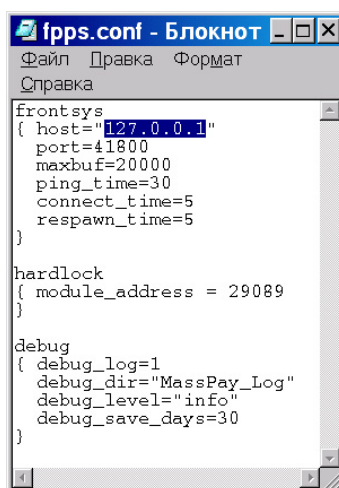 fpps.conf - Блокнот
Файл Правка Формат
Справка
frontsys
{ host="127.0.0.1"
port=41800
maxbuf=20000
ping_time=30
connect_time=5
respawn_time=5
}
hardlock
{ module_address = 29089
}
debug
{ debug_log=1
debug_dir="MassPay_Log"
debug_level="info"
debug_save_days=30
}